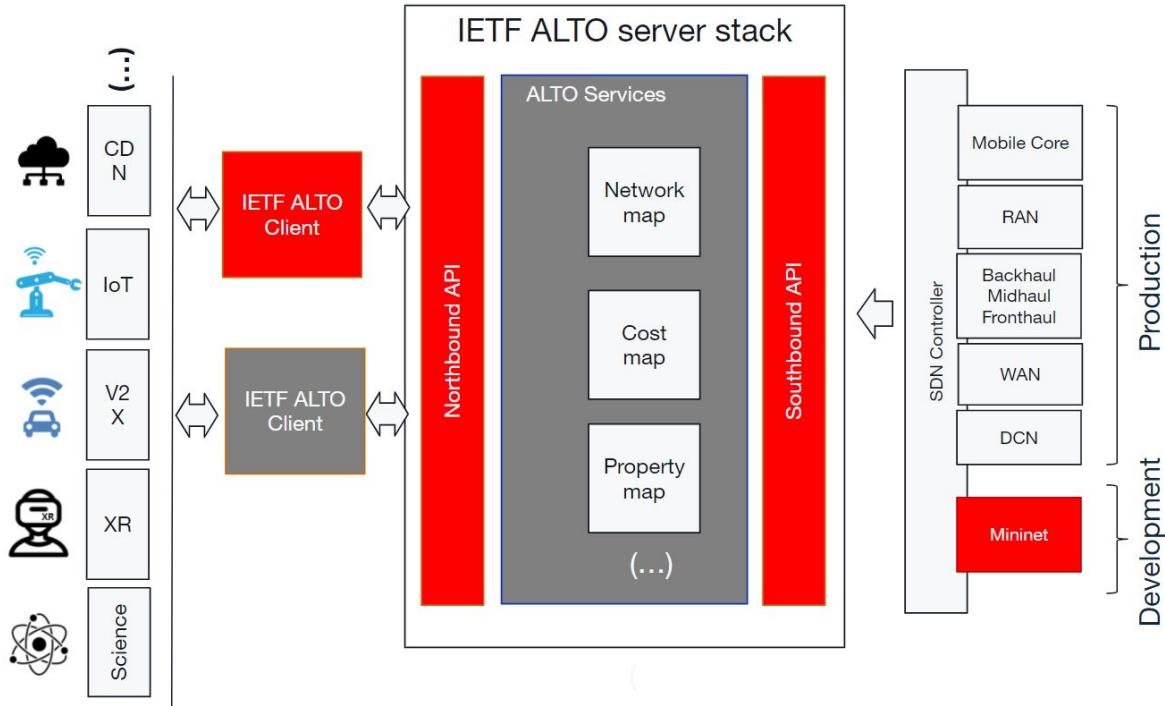 IETF ALTO server stack
(...)
CD
N
IoT
V2
X
XR
Science
IETF ALTO
Client
IETF ALTO
Client
Northbound API
ALTO Services
Network
map
Cost
map
Property
map
(...)
Southbound API
SDN Controller
Mobile Core
RAN
Backhaul
Midhaul
Fronthaul
WAN
DCN
Mininet
Production
Development
(